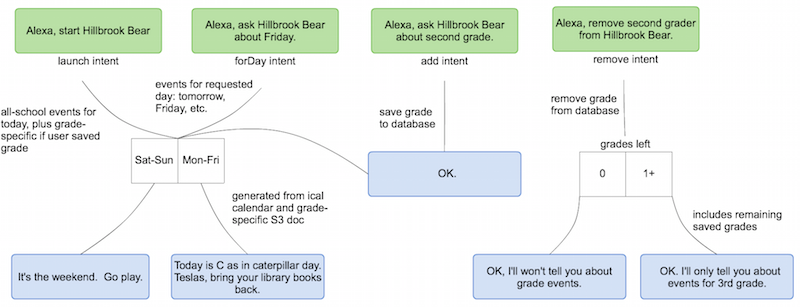 Alexa, start Hillbrook Bear
launch intent
Alexa, ask Hillbrook Bear
about Friday.
forDay intent
Alexa, ask Hillbrook Bear
about second grade.
add intent
Alexa, remove second grader
from Hillbrook Bear.
remove intent
all-school events for
today, plus grade-
specific if user saved
grade
events for requested
day: tomorrow,
Friday, etc.
save grade
to database
remove grade
from database
Sat-Sun
Mon-Fri
OK.
grades left
0
1+
generated from ical
calendar and grade-
specific S3 doc
includes remaining
saved grades
It's the weekend. Go play.
Today is C as in caterpillar day.
Teslas, bring your library books
back.
OK, I'll won't tell you about
grade events.
OK. I'll only tell you about
events for 3rd grade.